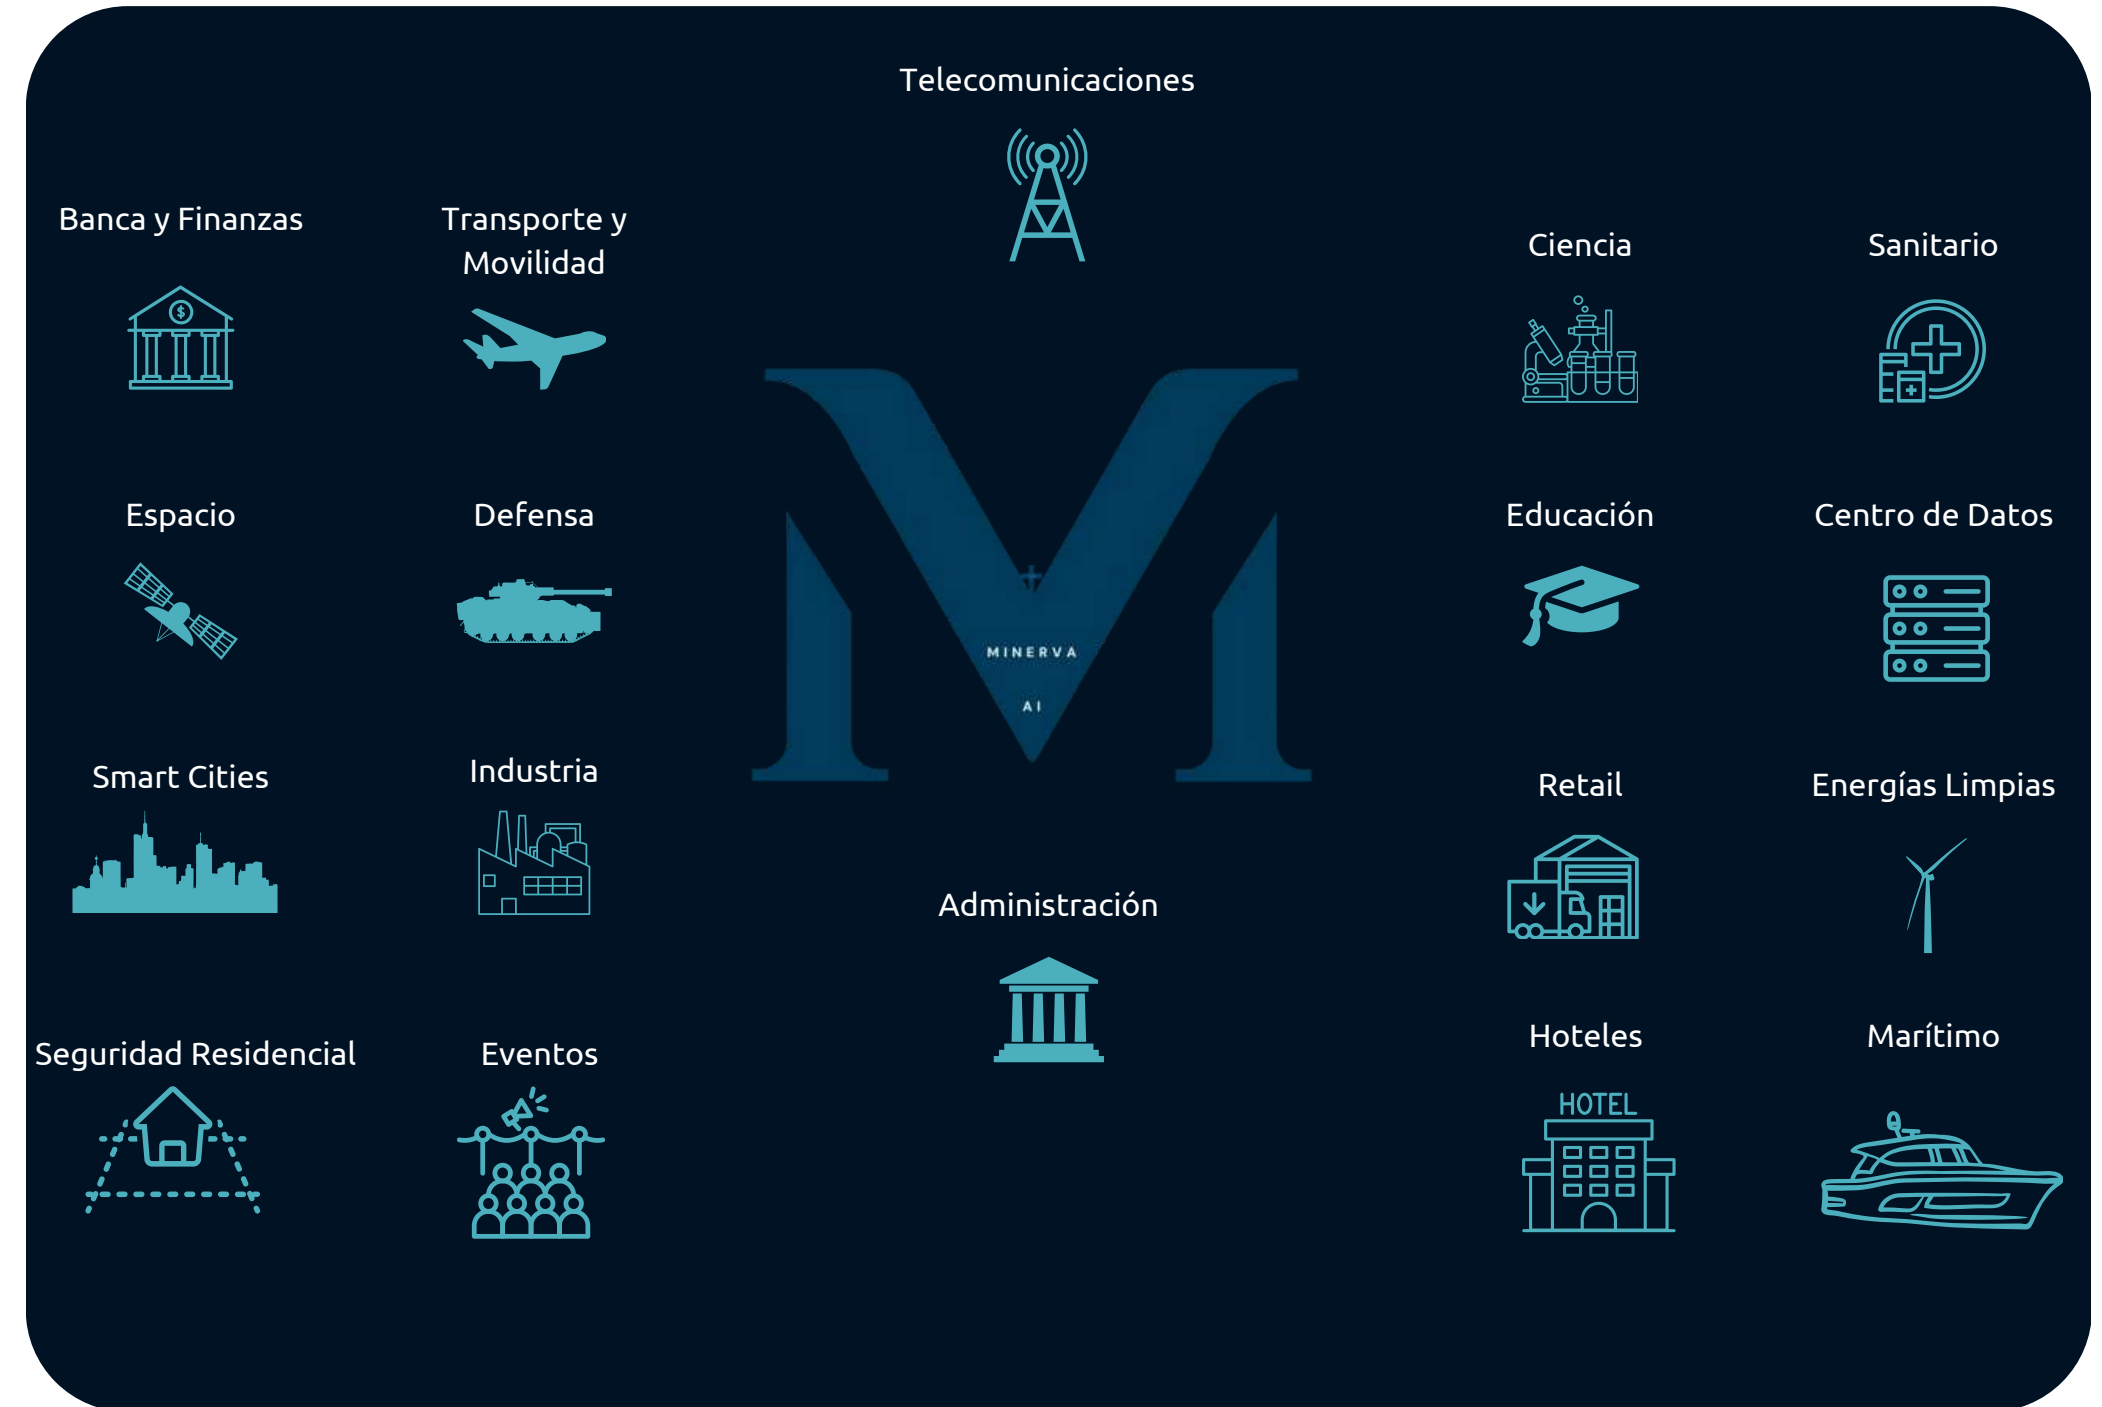 Telecomunicaciones
Banca y Finanzas
Transporte y
Movilidad
Ciencia
Sanitario
Espacio
Defensa
Educación
Centro de Datos
MINERVA
AI
Smart Cities
Industria
Retail
Energías Limpias
Administración
Seguridad Residencial
Eventos
Hoteles
Marítimo
HOTEL